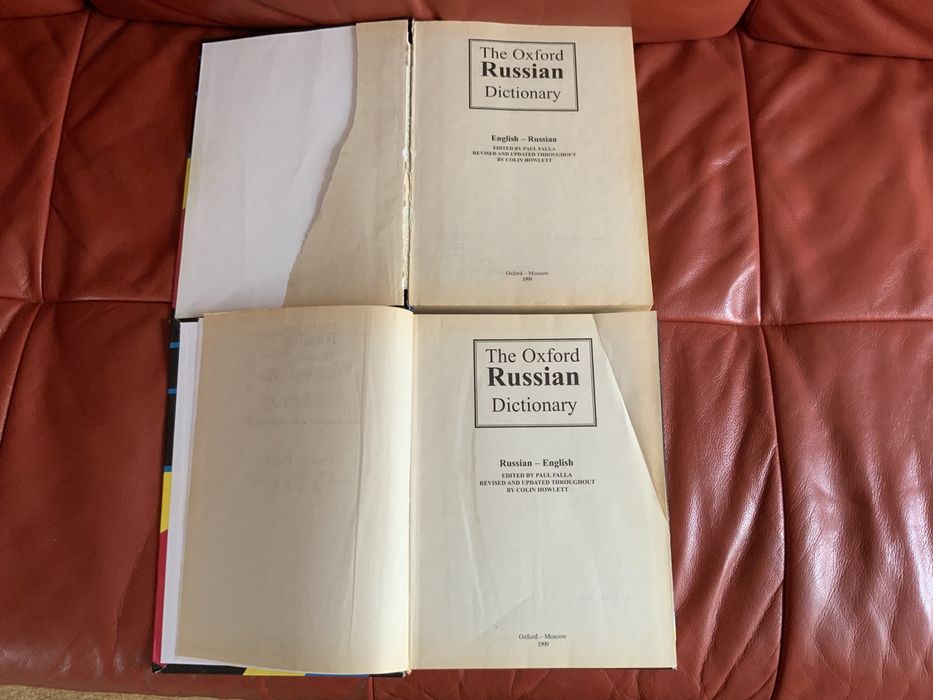 The Oxford
Russian
Dictionary
English – Russian
EDITED BY PAUL FALLA
REVISED AND UPDATED THROUGHOUT
BY COLIN HOWLETT
Oxford – Moscow
1999
The Oxford
Russian
Dictionary
Russian – English
EDITED BY PAUL FALLA
REVISED AND UPDATED THROUGHOUT
BY COLIN HOWLETT
Oxford – Moscow
1999